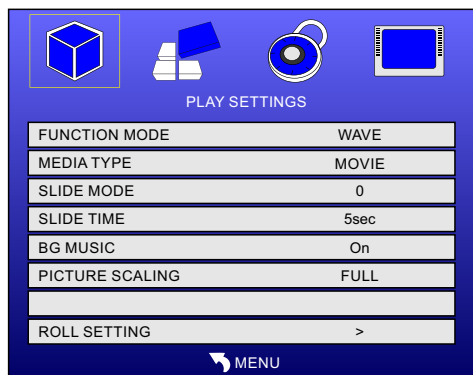 PLAY SETTINGS
FUNCTION MODE WAVE
MEDIA TYPE MOVIE
SLIDE MODE 0
SLIDE TIME 5sec
BG MUSIC On
PICTURE SCALING FULL
ROLL SETTING >
MENU